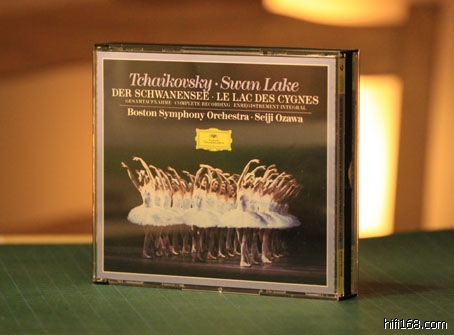 Tchaikovsky · Swan Lake
DER SCHWANENSEE · LE LAC DES CYGNES
GESAMTAUFNAHME · COMPLETE RECORDING · ENREGISTREMENT INTEGRAL
Boston Symphony Orchestra · Seiji Ozawa
hifi168.com